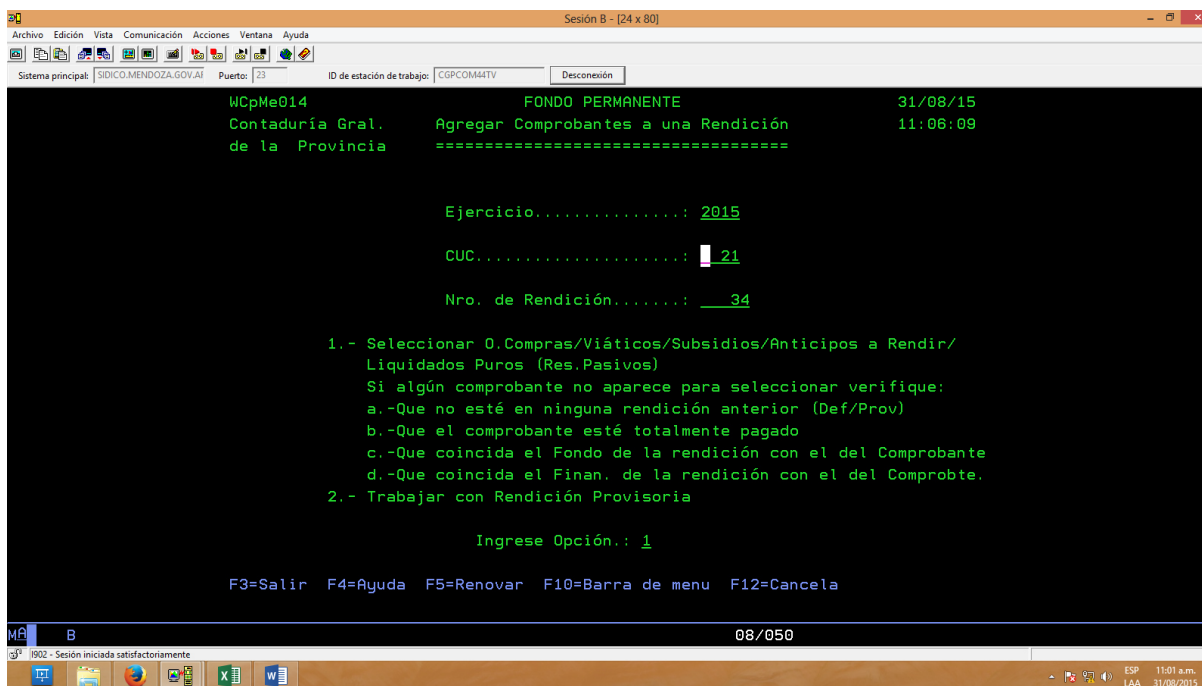 Sesión B - [24 x 80]
Archivo Edición Vista Comunicación Acciones Ventana Ayuda
Sistema principal: SIDICO.MENDOZA.GOV.AF Puerto: 23 ID de estación de trabajo: CGPCOM44TV Desconexión
WCpMe014 FONDO PERMANENTE 31/08/15
Contaduría Gral. Agregar Comprobantes a una Rendición 11:06:09
de la Provincia ====================================
Ejercicio...............: 2015
CUC.....................: 21
Nro. de Rendición.......: 34
1.- Seleccionar O.Compras/Viáticos/Subsidios/Anticipos a Rendir/
Liquidados Puros (Res.Pasivos)
Si algún comprobante no aparece para seleccionar verifique:
a.-Que no esté en ninguna rendición anterior (Def/Prov)
b.-Que el comprobante esté totalmente pagado
c.-Que coincida el Fondo de la rendición con el del Comprobante
d.-Que coincida el Finan. de la rendición con el del Comprobte.
2.- Trabajar con Rendición Provisoria
Ingrese Opción.: 1
F3=Salir F4=Ayuda F5=Renovar F10=Barra de menu F12=Cancela
MA B 08/050
I902 - Sesión iniciada satisfactoriamente
ESP 11:01 a.m.
LAA 31/08/2015